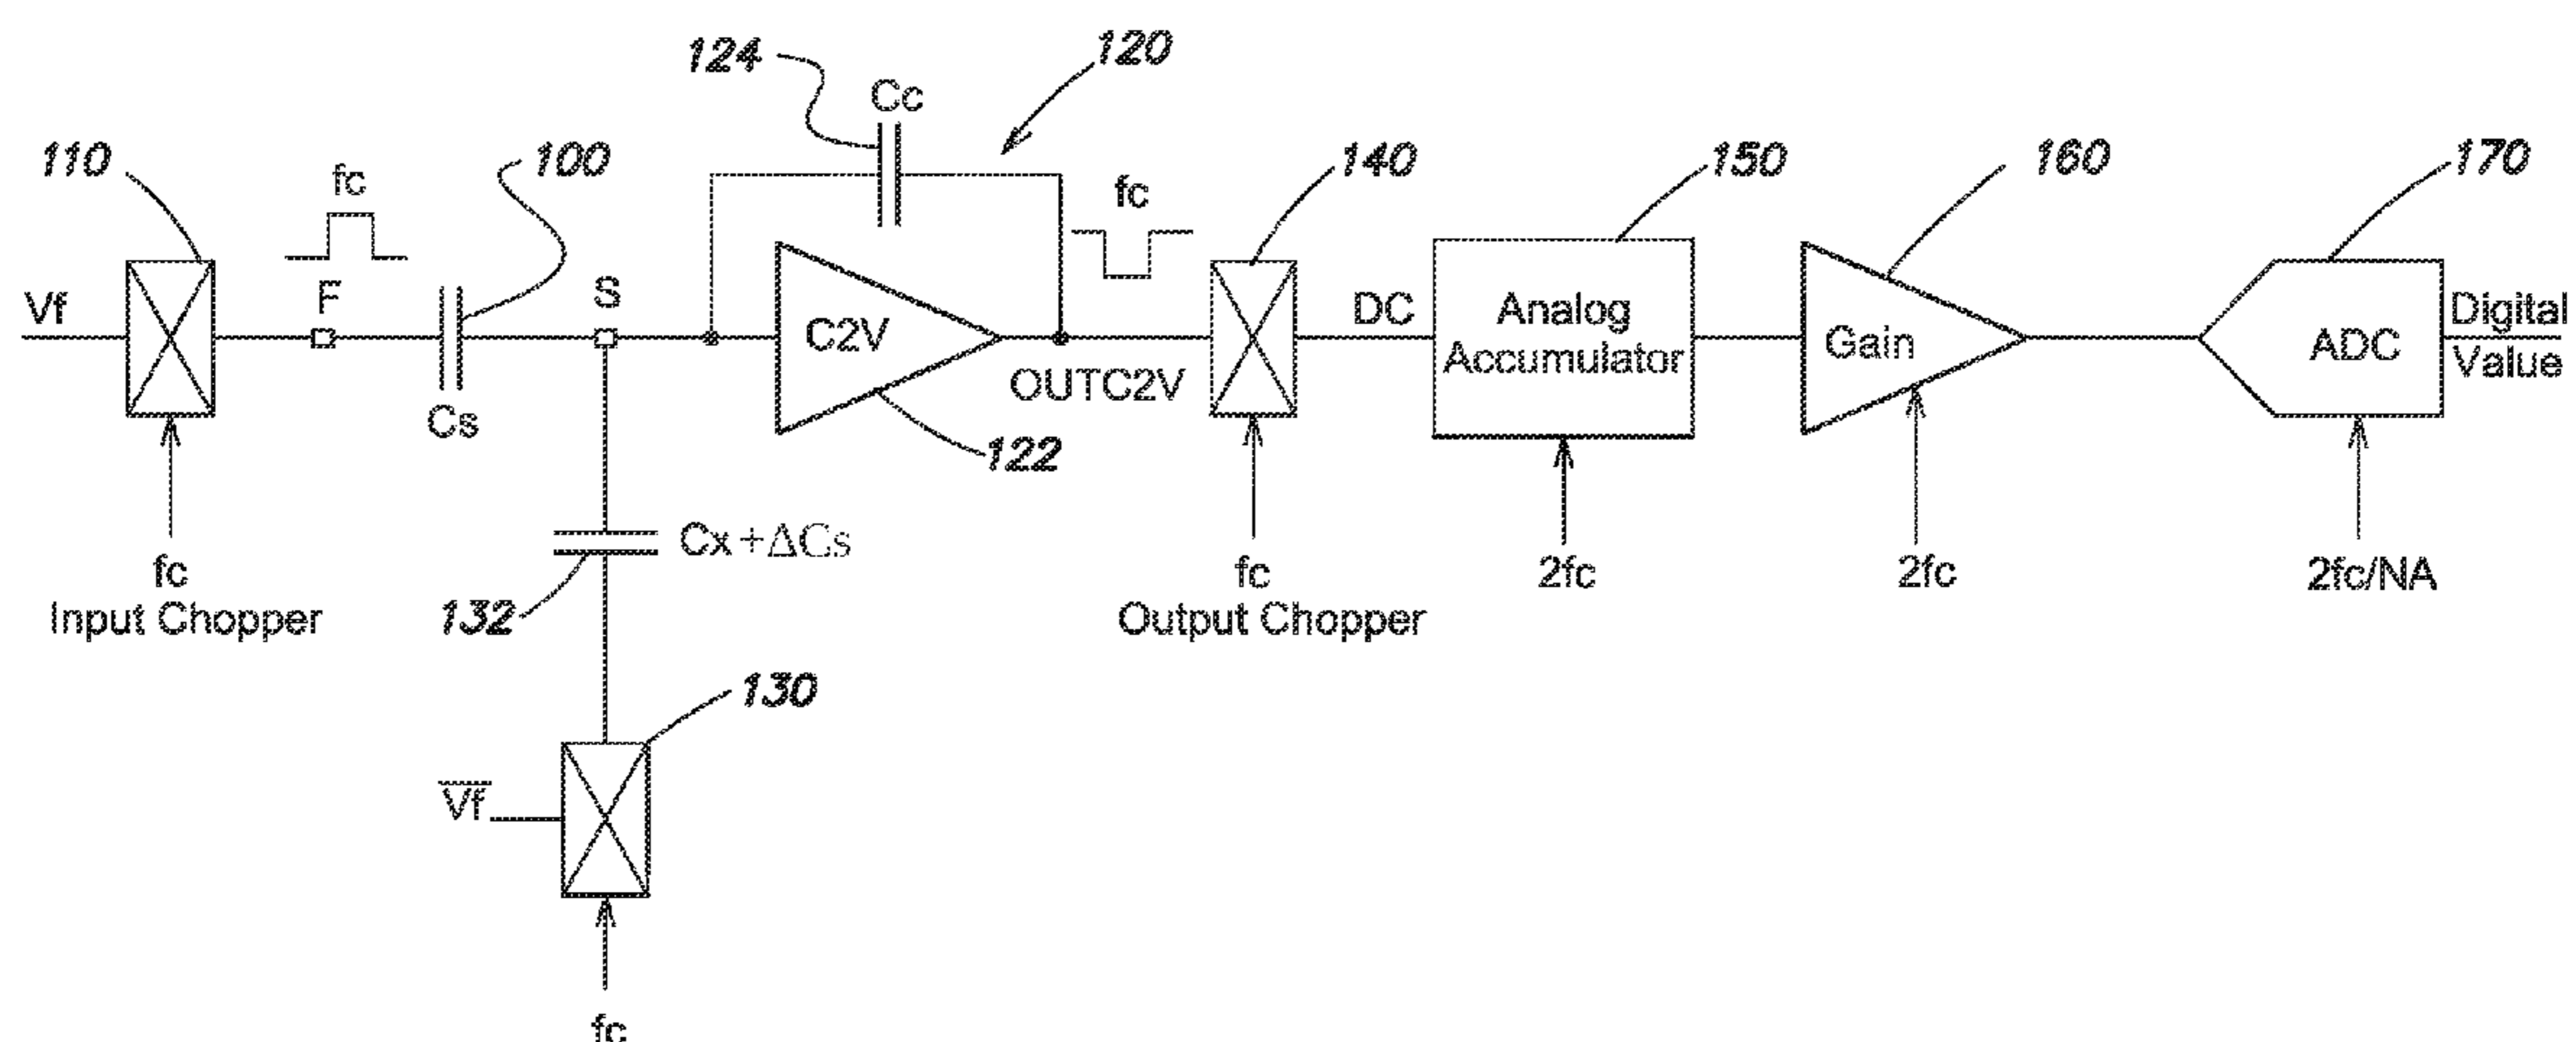 124
120
Cc
110
fc
100
140
150
160
170
fc
Vf
F
S
C2V
DC
Analog
Accumulator
Gain
ADC
Digital
Value
Cs
OUTC2V
122
Cx + ΔCs
fc
Input Chopper
132
fc
Output Chopper
2fc
2fc
2fc/NA
130
V̅f̅
fc